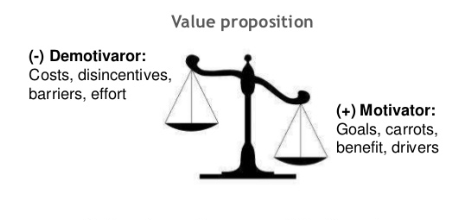 Value proposition
(-) Demotivaror:
Costs, disincentives,
barriers, effort
(+) Motivator:
Goals, carrots,
benefit, drivers